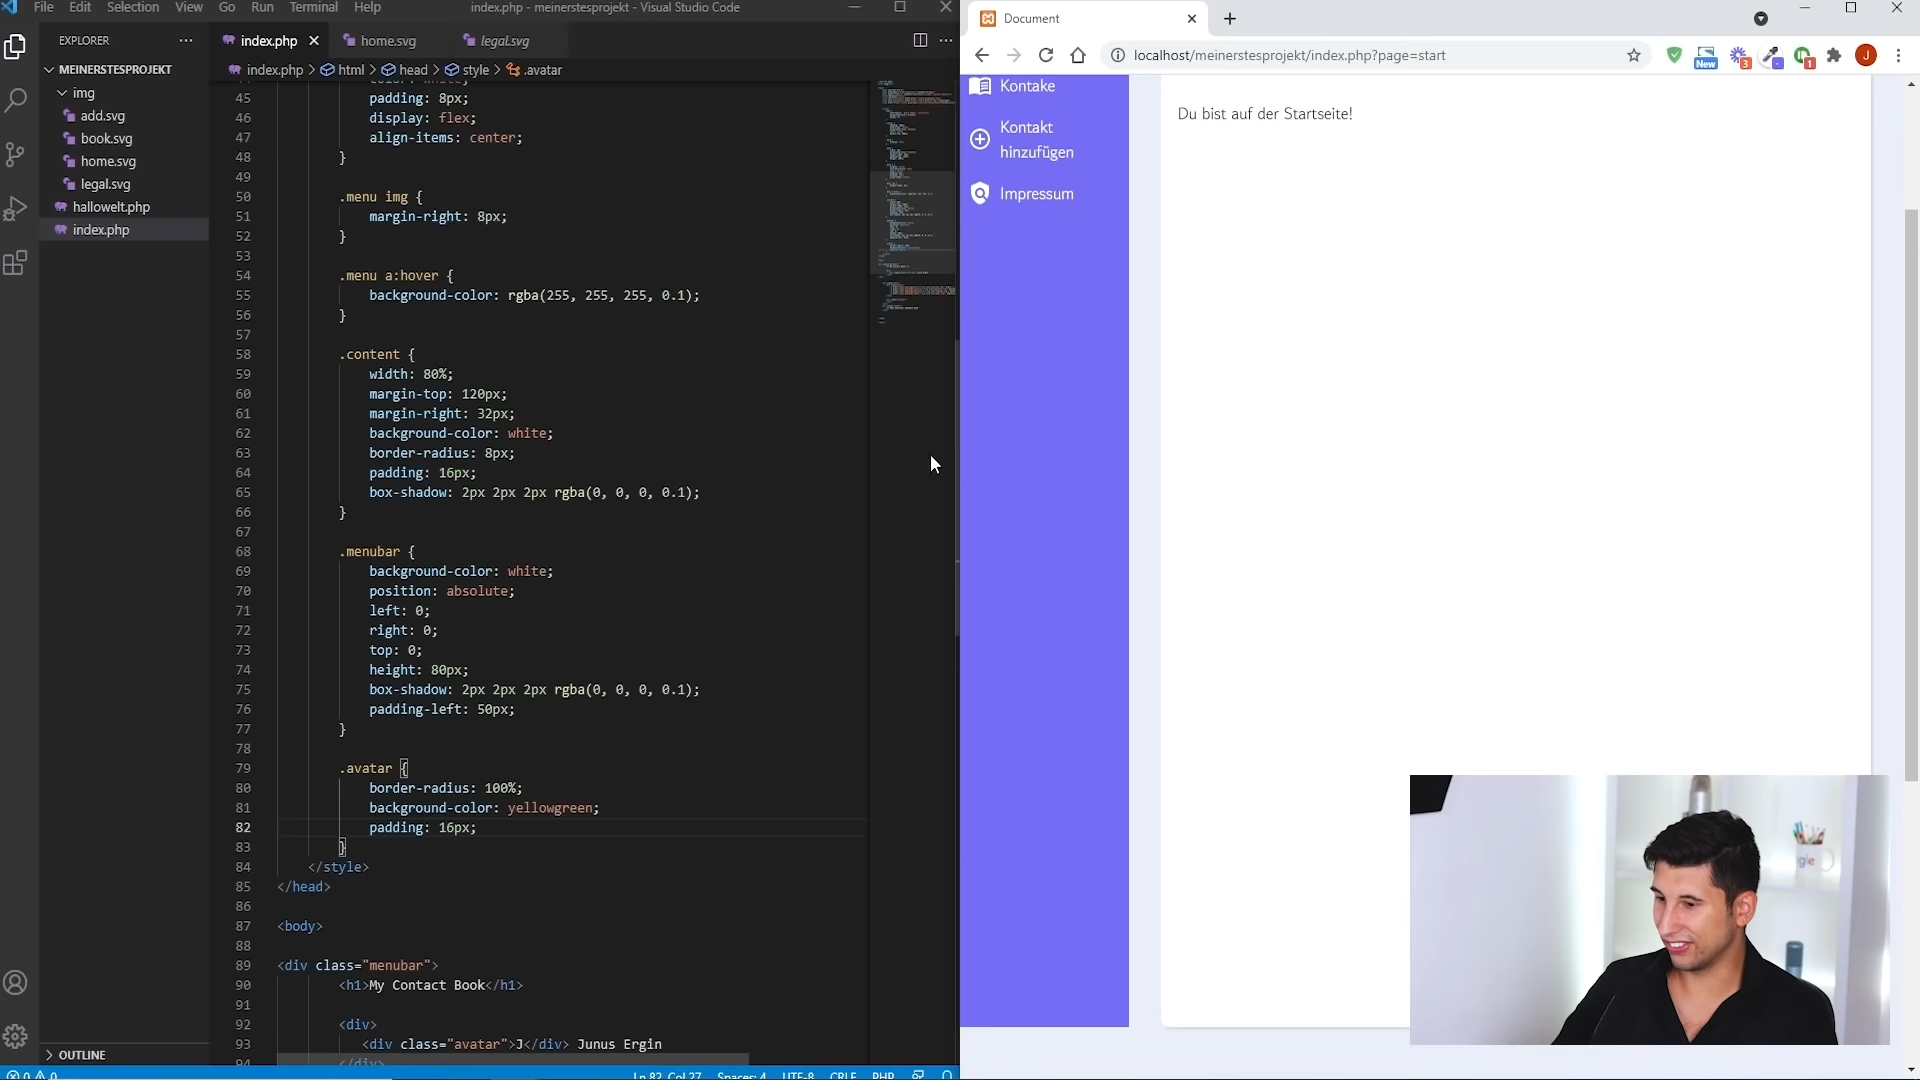 File Edit Selection View Go Run Terminal Help
index.php - meinerstesprojekt - Visual Studio Code
EXPLORER
MEINERSTESPROJEKT
img
add.svg
book.svg
home.svg
legal.svg
hallowelt.php
index.php
OUTLINE
index.php home.svg legal.svg
index.php > html > head > style > .avatar
45 padding: 8px;
46 display: flex;
47 align-items: center;
48 }
49
50 .menu img {
51 margin-right: 8px;
52 }
53
54 .menu a:hover {
55 background-color: rgba(255, 255, 255, 0.1);
56 }
57
58 .content {
59 width: 80%;
60 margin-top: 120px;
61 margin-right: 32px;
62 background-color: white;
63 border-radius: 8px;
64 padding: 16px;
65 box-shadow: 2px 2px 2px rgba(0, 0, 0, 0.1);
66 }
67
68 .menubar {
69 background-color: white;
70 position: absolute;
71 left: 0;
72 right: 0;
73 top: 0;
74 height: 80px;
75 box-shadow: 2px 2px 2px rgba(0, 0, 0, 0.1);
76 padding-left: 50px;
77 }
78
79 .avatar {
80 border-radius: 100%;
81 background-color: yellowgreen;
82 padding: 16px;
83 }
84 </style>
85 </head>
86
87 <body>
88
89 <div class="menubar">
90 <h1>My Contact Book</h1>
91
92 <div>
93 <div class="avatar">J</div> Junus Ergin
94 </div>
0 0
Ln 82, Col 27 Spaces: 4 UTF-8 CRLF PHP
Document
localhost/meinerstesprojekt/index.php?page=start
New
3
1
J
Kontake
Kontakt
hinzufügen
Impressum
Du bist auf der Startseite!